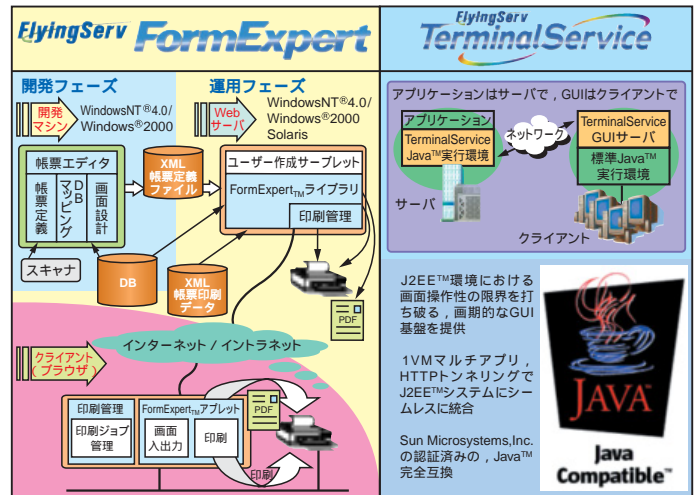 FlyingServ FormExpert
開発フェーズ
開発
マシン
WindowsNT®4.0/
Windows®2000
運用フェーズ
Web
サーバ
WindowsNT®4.0/
Windows®2000
Solaris
帳票エディタ
帳票定義
DBマッピング
画面設計
スキャナ
XML
帳票定義
ファイル
ユーザー作成サーブレット
FormExpertTMライブラリ
印刷管理
DB
XML
帳票印刷
データ
PDF
インターネット / イントラネット
クライアント
(ブラウザ)
印刷管理
印刷ジョブ
管理
FormExpertTMアプレット
画面
入出力
印刷
PDF
印刷
FlyingServ
TerminalService
アプリケーションはサーバで，GUIはクライアントで
アプリケーション
TerminalService
Java™実行環境
サーバ
ネットワーク
TerminalService
GUIサーバ
標準Java™
実行環境
クライアント
J2EE™環境における
画面操作性の限界を打
ち破る，画期的なGUI
基盤を提供
1VMマルチアプリ，
HTTPトンネリングで
J2EE™システムにシー
ムレスに統合
Sun Microsystems,Inc.
の認証済みの，Java™
完全互換
JAVA™
Java
Compatible™